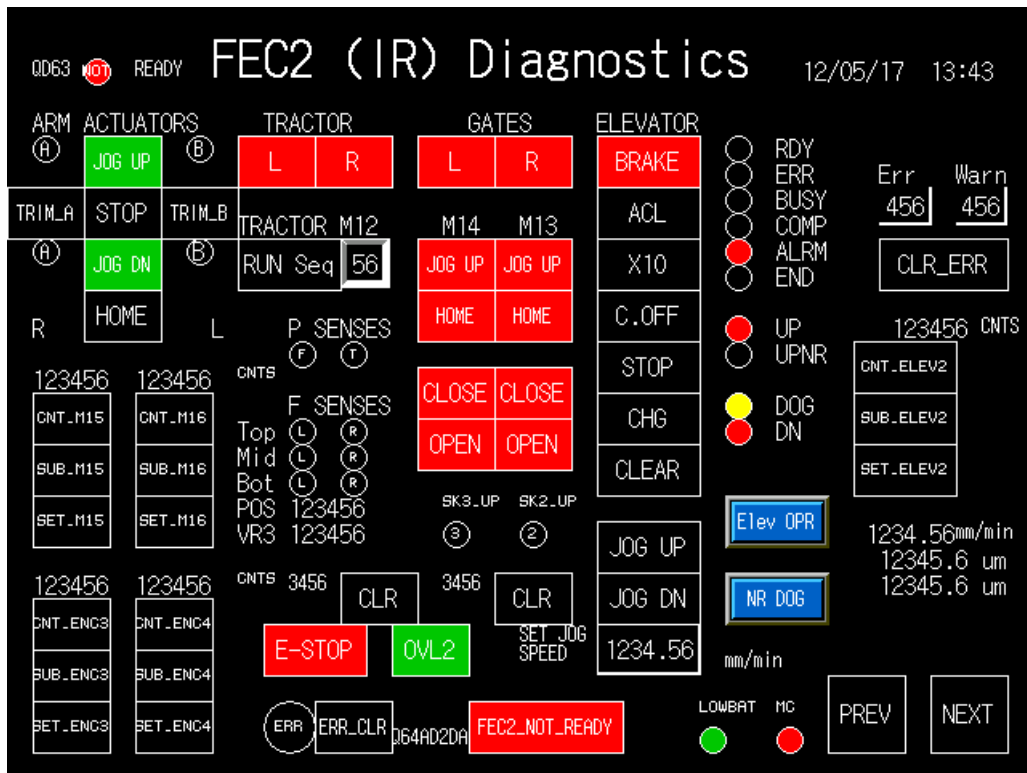 QD63 NOT READY FEC2 (IR) Diagnostics 12/05/17 13:43
ARM ACTUATORS TRACTOR GATES ELEVATOR
A JOG UP B L R L R BRAKE RDY
ERR Err Warn
TRIM_A STOP TRIM_B ACL BUSY 456 456
TRACTOR M12 M14 M13 COMP
A JOG DN B RUN Seq 56 JOG UP JOG UP X10 ALRM CLR_ERR
END
HOME HOME HOME C.OFF
R L P SENSES UP 123456 CNTS
F T UPNR
123456 123456 CNTS STOP CNT_ELEV2
CLOSE CLOSE
CNT_M15 CNT_M16 F SENSES CHG DOG SUB_ELEV2
Top L R DN
Mid L R OPEN OPEN
SUB_M15 SUB_M16 CLEAR SET_ELEV2
Bot L R
POS 123456 SK3_UP SK2_UP
SET_M15 SET_M16 Elev OPR
VR3 123456 3 2 JOG UP 1234.56mm/min
12345.6 um
123456 123456 CNTS 3456 CLR 3456 CLR JOG DN NR DOG 12345.6 um
CNT_ENC3 CNT_ENC4
E-STOP OVL2 SET JOG
SPEED 1234.56 mm/min
SUB_ENC3 SUB_ENC4
SET_ENC3 SET_ENC4 ERR ERR_CLR Q64AD2DA FEC2_NOT_READY LOWBAT MC PREV NEXT